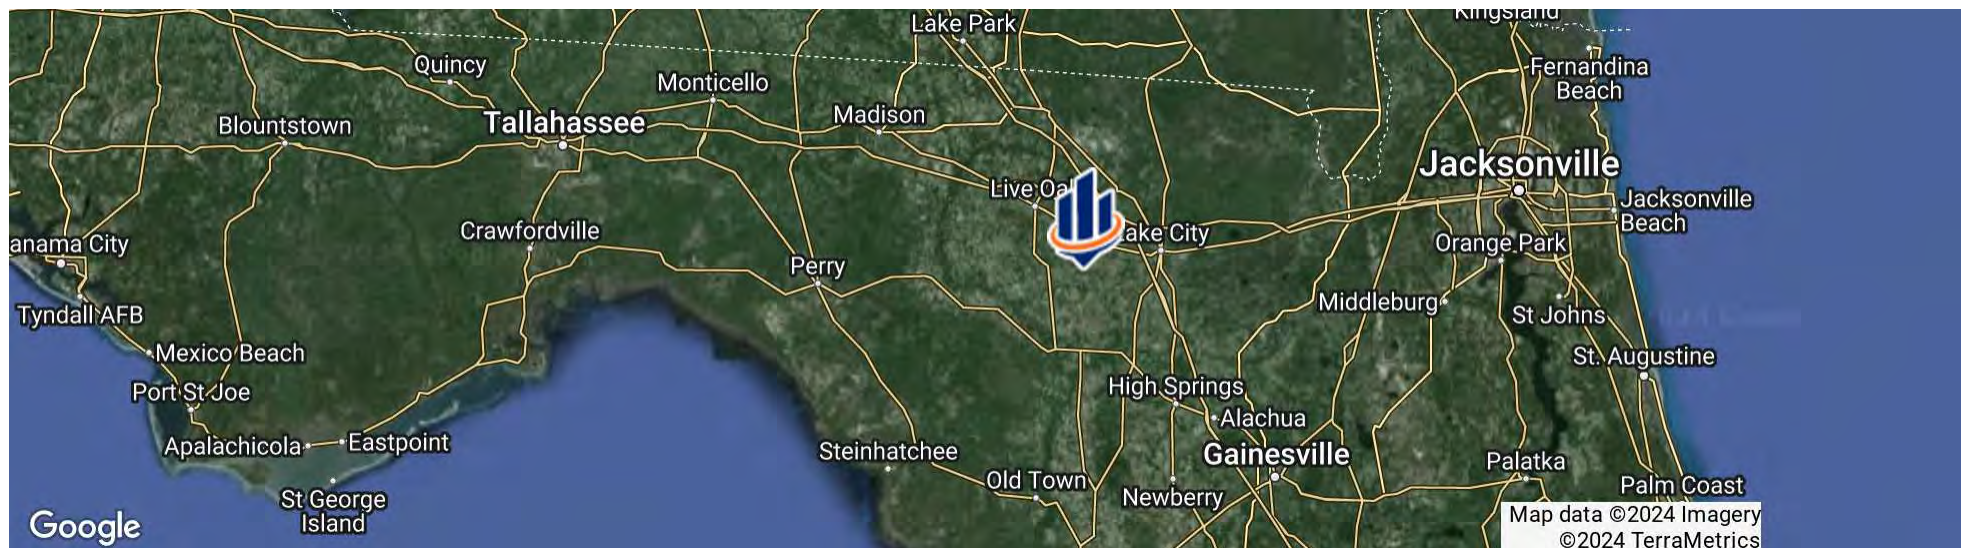 Kingsland
Lake Park
Quincy
Fernandina
Beach
Monticello
Madison
Blountstown
Tallahassee
Jacksonville
Live Oa
Jacksonville
Beach
Crawfordville
Lake City
anama City
Orange Park
Perry
Tyndall AFB
Middleburg
St Johns
Mexico Beach
St. Augustine
Port St Joe
High Springs
Alachua
Apalachicola
Eastpoint
Steinhatchee
Gainesville
Palatka
Old Town
Newberry
Palm Coast
St George
Island
Google
Map data ©2024 Imagery
©2024 TerraMetrics